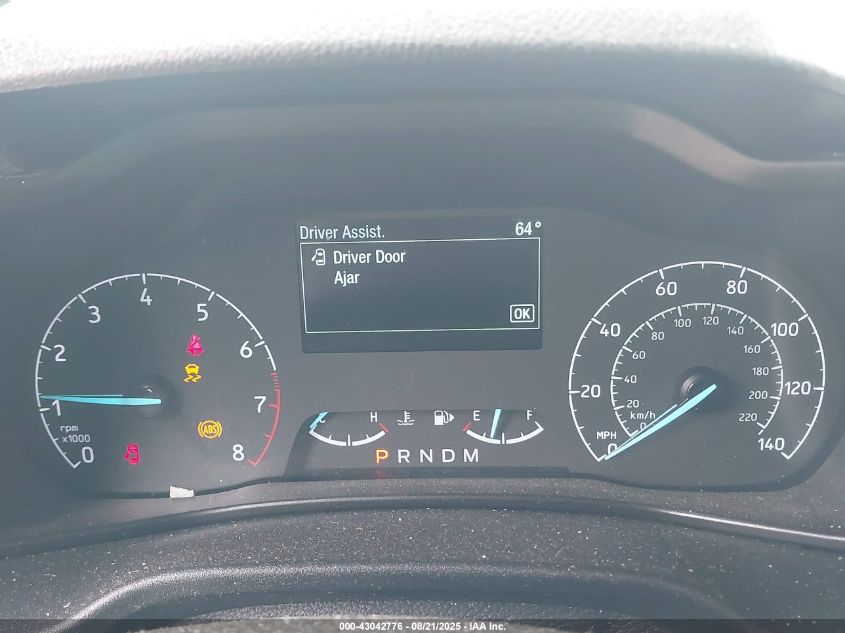 Driver Assist. 64°
Driver Door
Ajar
OK
0 1 2 3 4 5 6 7 8
rpm
x1000
ABS
C H E F
P R N D M
0 20 40 60 80 100 120 140
MPH
0 20 40 60 80 100 120 140 160 180 200 220
km/h
000-43042776 - 08/21/2025 - IAA Inc.